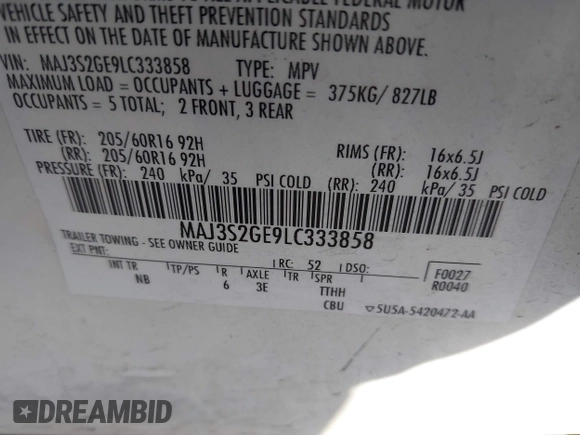 VEHICLE SAFETY AND THEFT PREVENTION STANDARDS
IN EFFECT ON THE DATE OF MANUFACTURE SHOWN ABOVE.
VIN: MAJ3S2GE9LC333858 TYPE: MPV
MAXIMUM LOAD = OCCUPANTS + LUGGAGE = 375KG/ 827LB
OCCUPANTS = 5 TOTAL; 2 FRONT, 3 REAR
TIRE (FR): 205/60R16 92H RIMS (FR): 16x6.5J
(RR): 205/60R16 92H (RR): 16x6.5J
PRESSURE (FR): 240 kPa/ 35 PSI COLD (RR): 240 kPa/ 35 PSI COLD
MAJ3S2GE9LC333858
TRAILER TOWING - SEE OWNER GUIDE
EXT PNT: RC: 52 DSO: F0027
R0040
INT TR TP/PS R AXLE TR SPR
NB 6 3E TTHH
CBU 5U5A-5420472-AA
DREAMBID